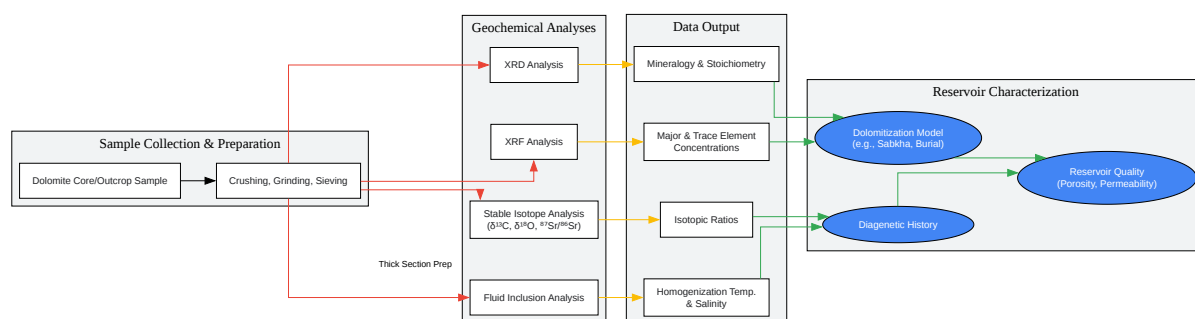 Sample Collection & Preparation
Dolomite Core/Outcrop Sample
Crushing, Grinding, Sieving
Thick Section Prep
Geochemical Analyses
XRD Analysis
XRF Analysis
Stable Isotope Analysis
(δ¹³C, δ¹⁸O, ⁸⁷Sr/⁸⁶Sr)
Fluid Inclusion Analysis
Data Output
Mineralogy & Stoichiometry
Major & Trace Element
Concentrations
Isotopic Ratios
Homogenization Temp.
& Salinity
Reservoir Characterization
Dolomitization Model
(e.g., Sabkha, Burial)
Diagenetic History
Reservoir Quality
(Porosity, Permeability)